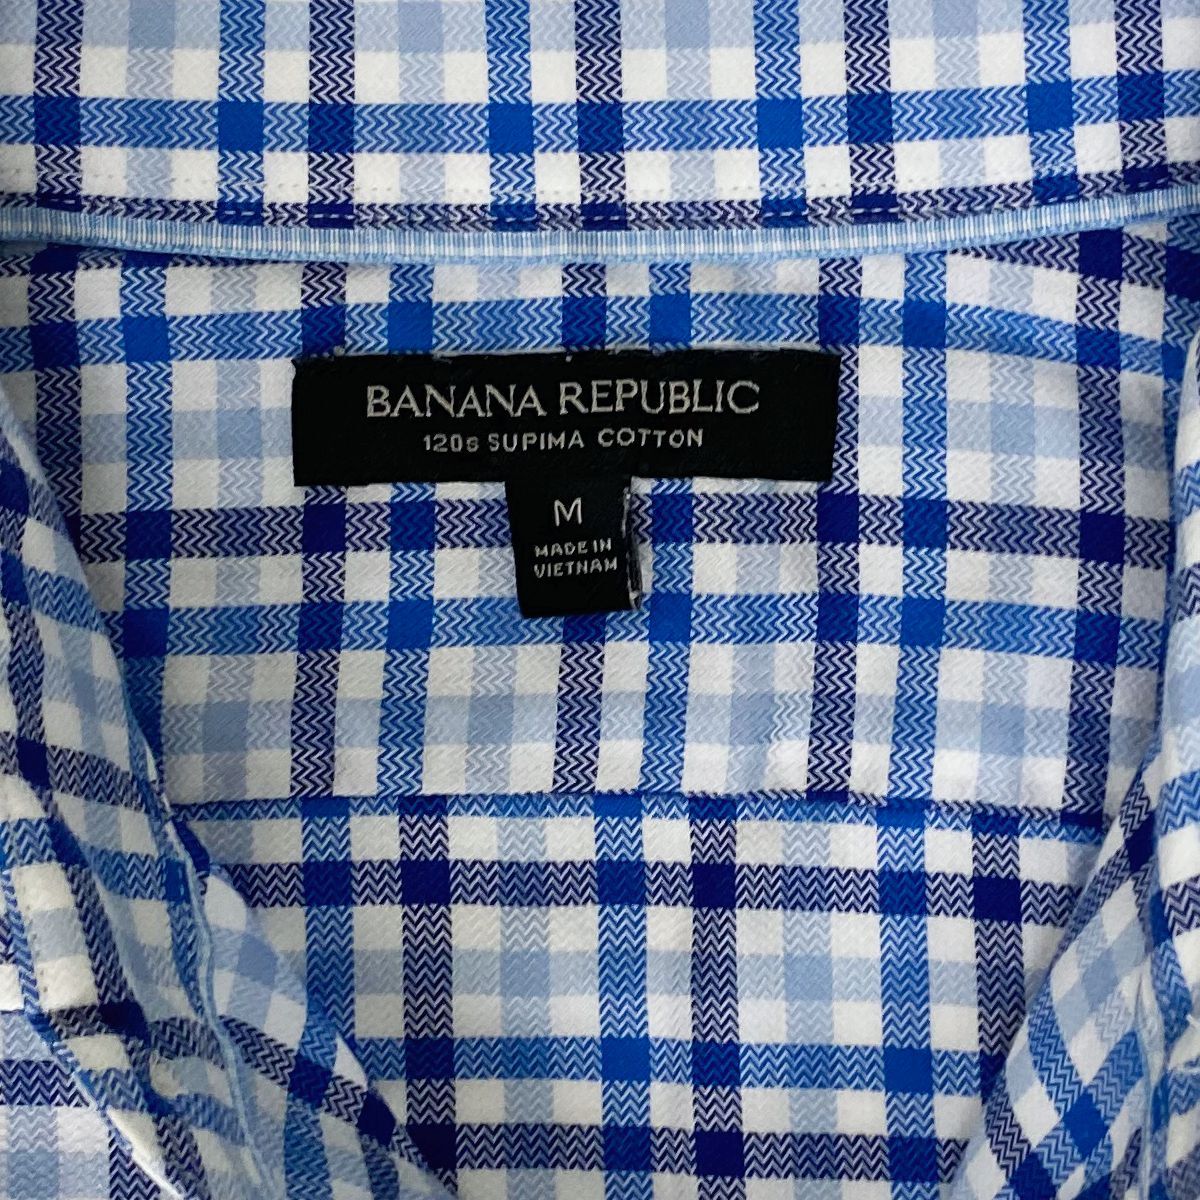 BANANA REPUBLIC
120s SUPIMA COTTON
M
MADE IN
VIETNAM